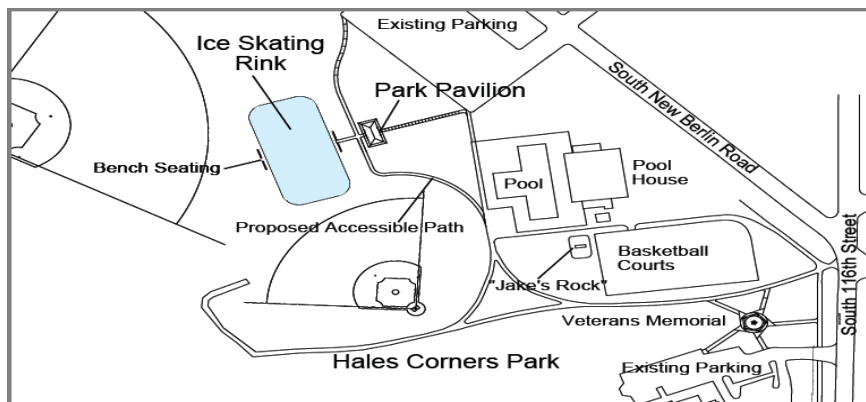 Existing Parking
Ice Skating
Rink
South New Berlin Road
Park Pavilion
Bench Seating
Pool
Pool
House
Proposed Accessible Path
South 116th Street
Basketball
Courts
"Jake's Rock"
Veterans Memorial
Hales Corners Park
Existing Parking